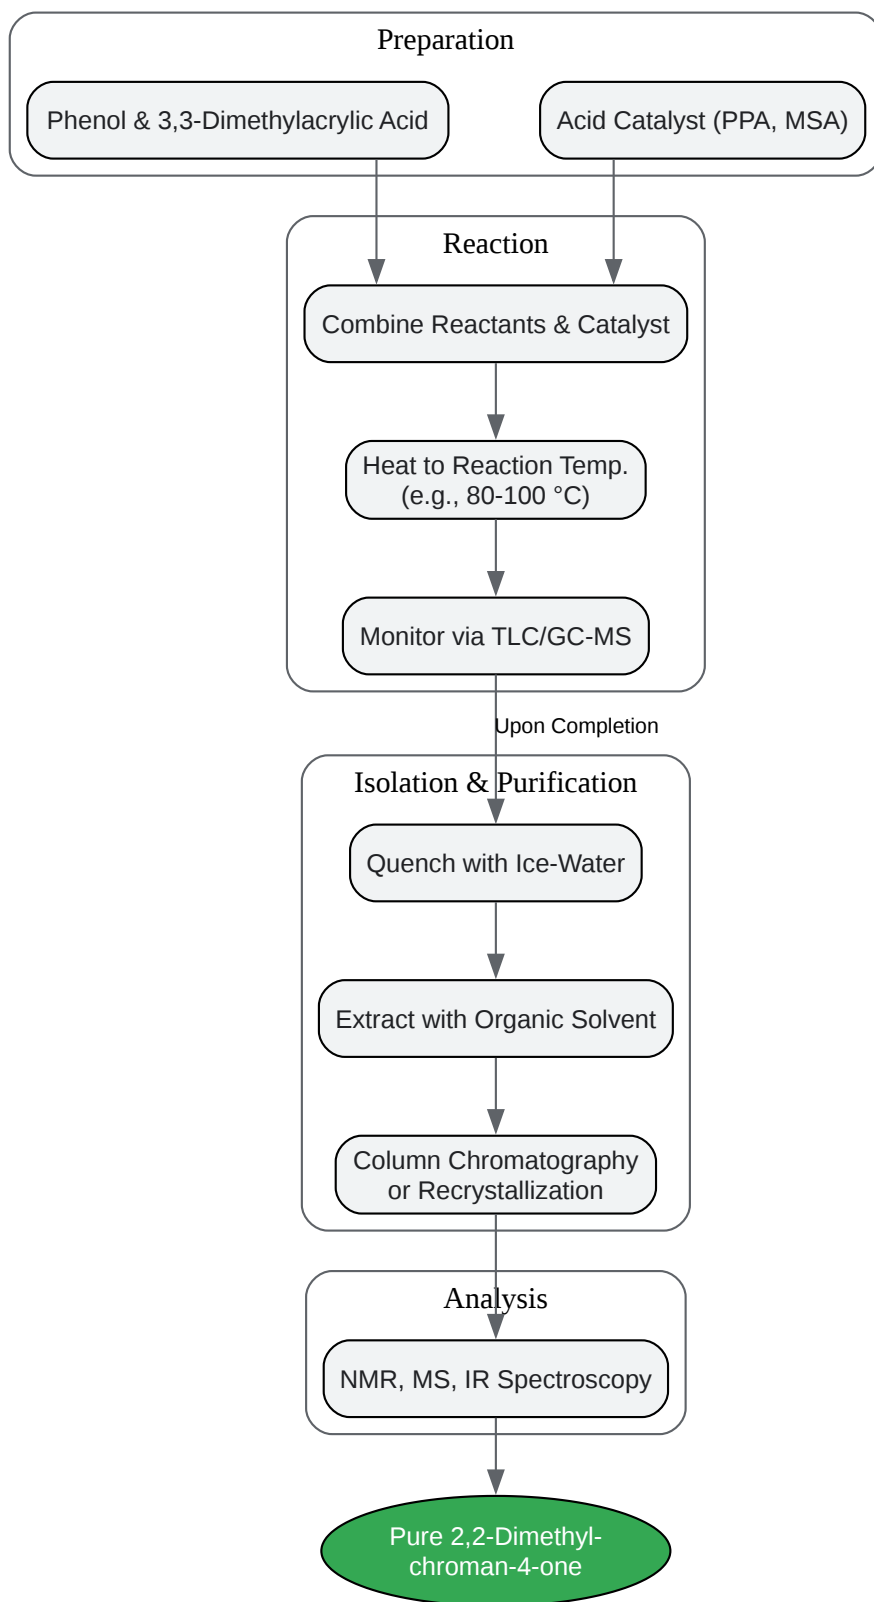 Preparation
Phenol & 3,3-Dimethylacrylic Acid
Acid Catalyst (PPA, MSA)
Reaction
Combine Reactants & Catalyst
Heat to Reaction Temp.
(e.g., 80-100 °C)
Monitor via TLC/GC-MS
Upon Completion
Isolation & Purification
Quench with Ice-Water
Extract with Organic Solvent
Column Chromatography
or Recrystallization
Analysis
NMR, MS, IR Spectroscopy
Pure 2,2-Dimethyl-
chroman-4-one